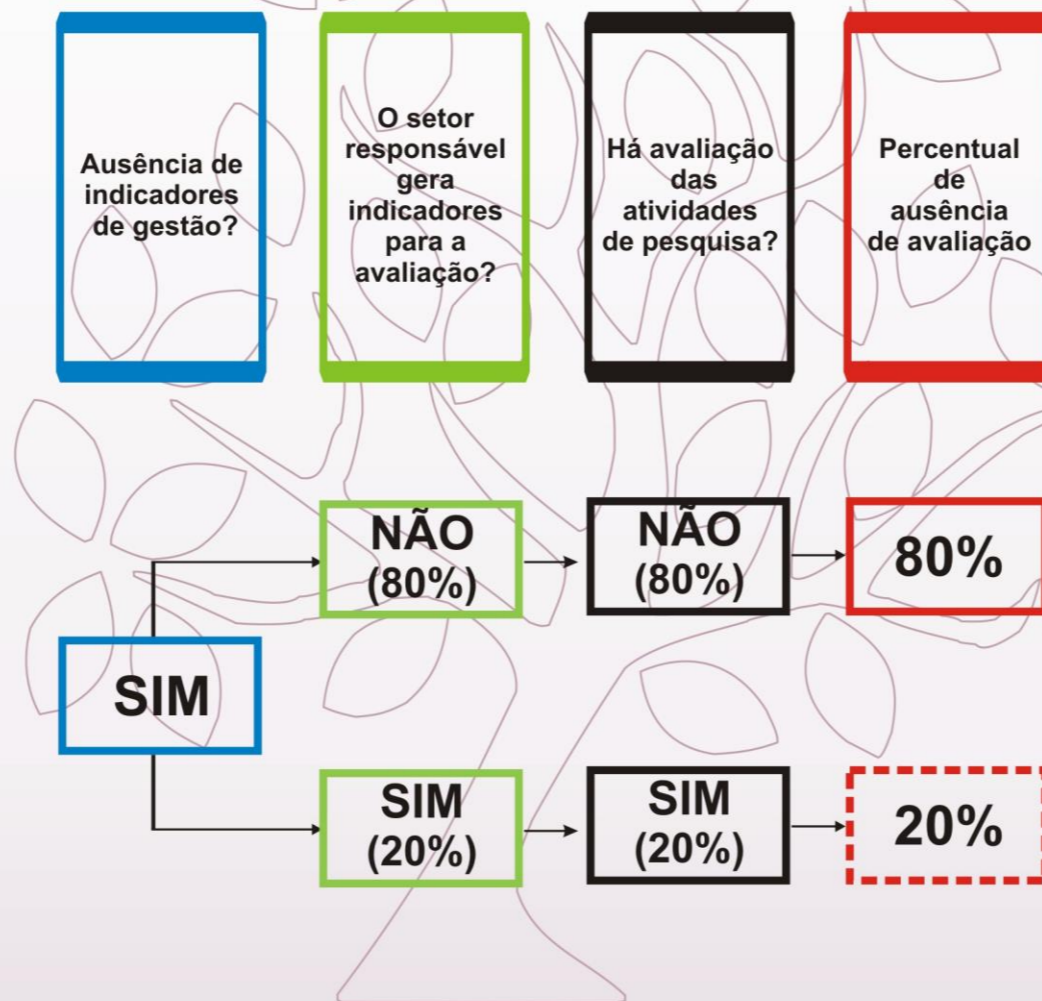 Ausência de
indicadores
de gestão?
O setor
responsável
gera
indicadores
para a
avaliação?
Há avaliação
das
atividades
de pesquisa?
Percentual
de
ausência
de avaliação
NÃO
(80%)
NÃO
(80%)
80%
SIM
SIM
(20%)
SIM
(20%)
20%